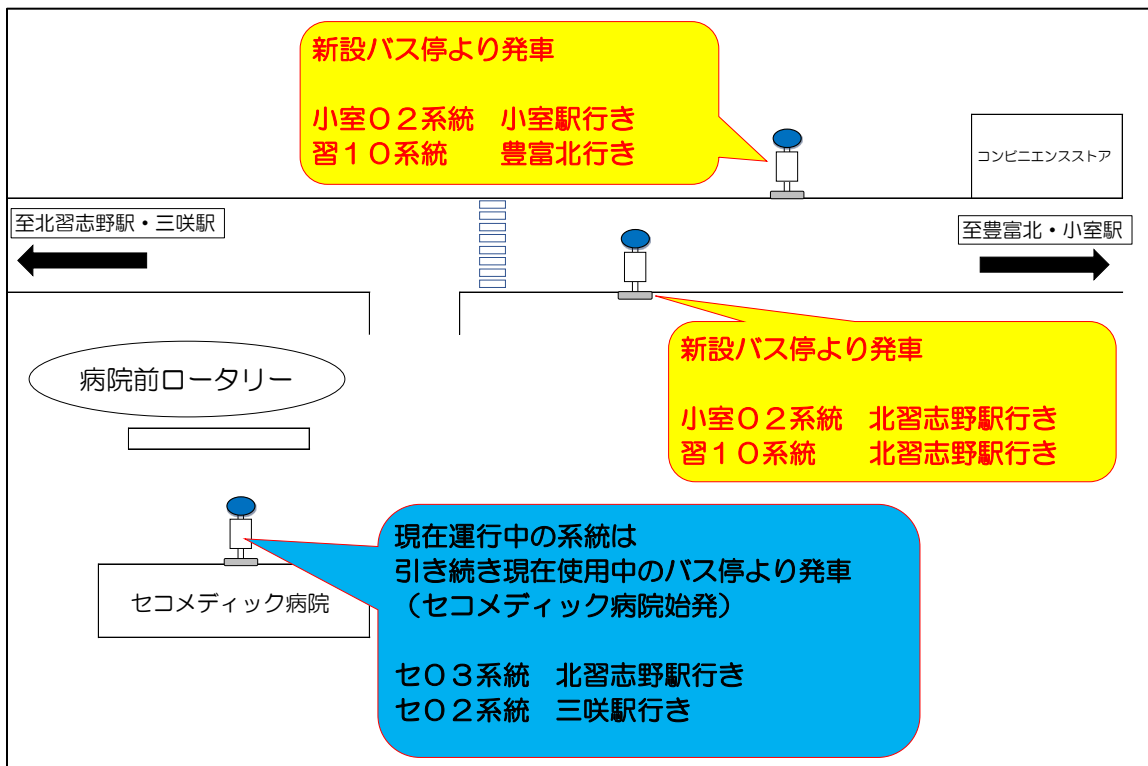 新設バス停より発車
小室０２系統　小室駅行き
習１０系統　　豊富北行き
コンビニエンスストア
至北習志野駅・三咲駅
至豊富北・小室駅
新設バス停より発車
小室０２系統　北習志野駅行き
習１０系統　　北習志野駅行き
病院前ロータリー
現在運行中の系統は
引き続き現在使用中のバス停より発車
（セコメディック病院始発）
セ０３系統　北習志野駅行き
セ０２系統　三咲駅行き
セコメディック病院